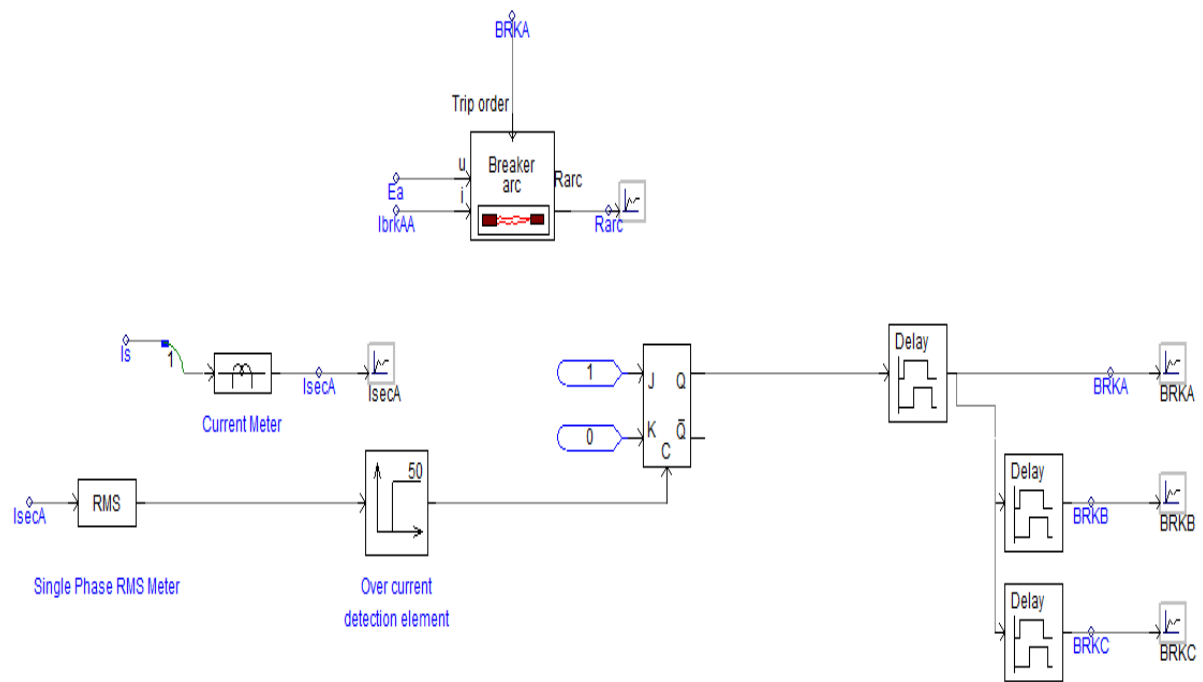 BRKA
Trip order
u
Breaker
arc
Rarc
Ea
i
IbrkAA
Rarc
Is
1
IsecA
IsecA
Current Meter
1
J
Q
0
K
Q̄
C
Delay
BRKA
BRKA
IsecA
RMS
50
Delay
BRKB
BRKB
Single Phase RMS Meter
Over current
detection element
Delay
BRKC
BRKC